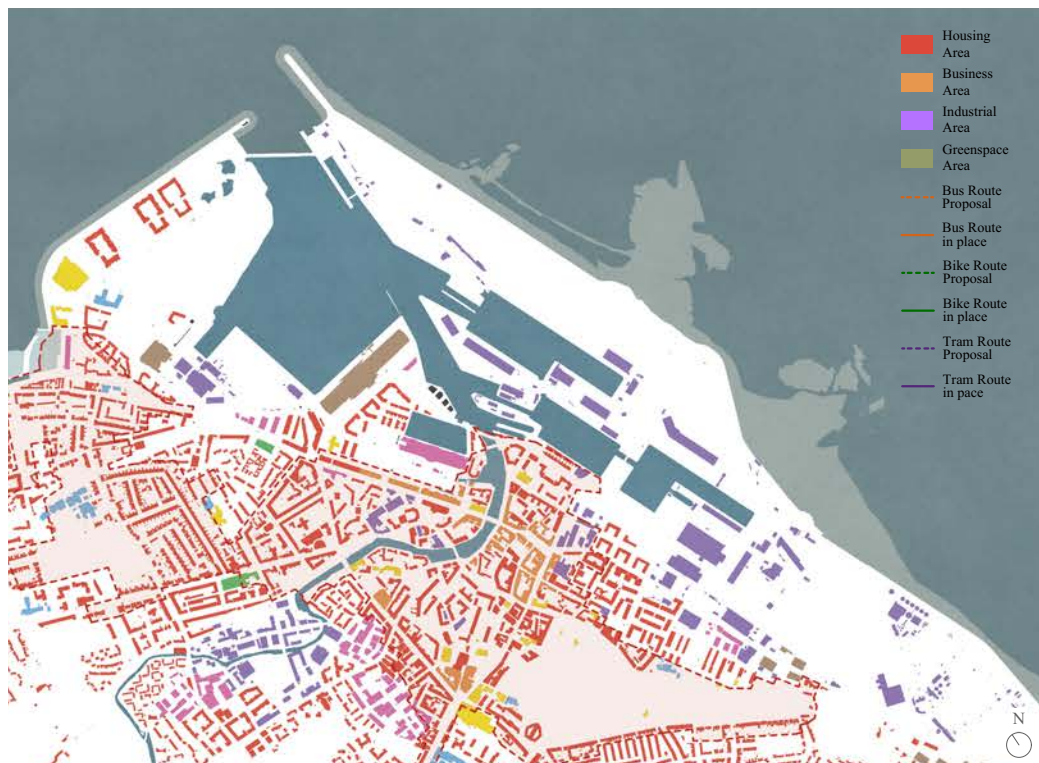 Housing
Area
Business
Area
Industrial
Area
Greenspace
Area
Bus Route
Proposal
Bus Route
in place
Bike Route
Proposal
Bike Route
in place
Tram Route
Proposal
Tram Route
in pace
N